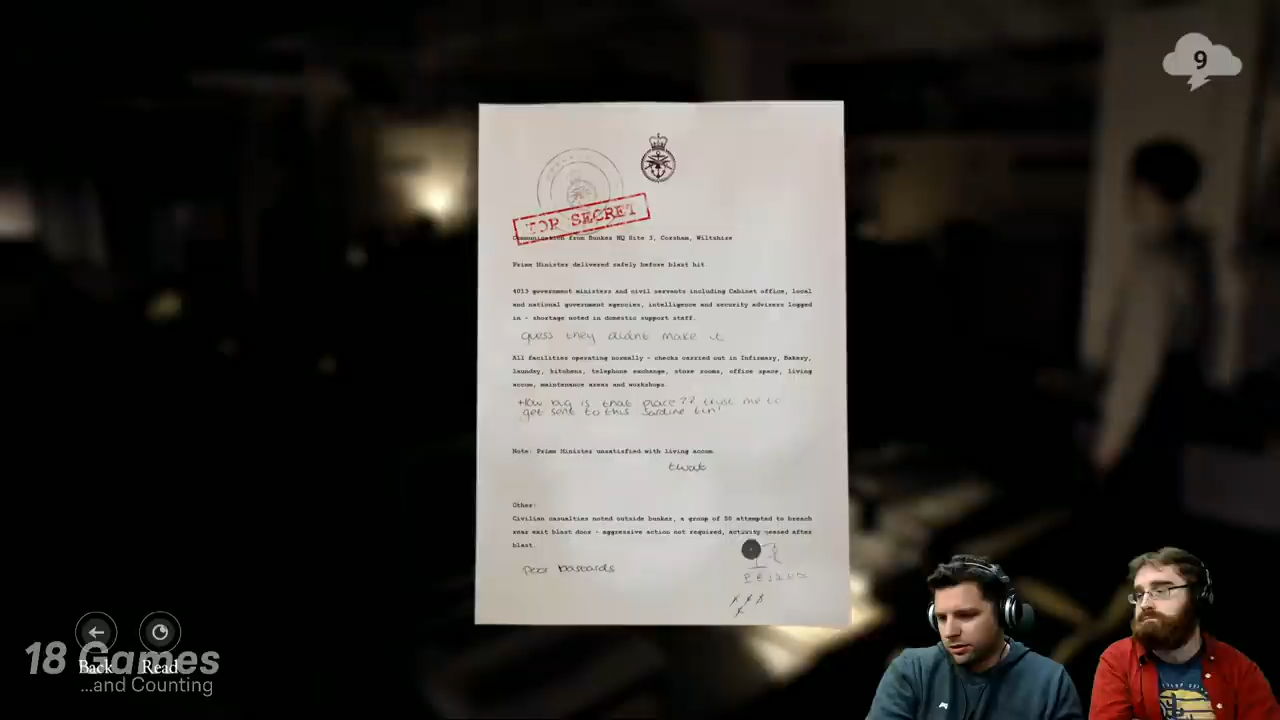 9
TOP SECRET
Communication from Bunker HQ Site 3, Corsham, Wiltshire
Prime Minister delivered safely before blast hit
4013 government ministers and civil servants including Cabinet office, local
and national government agencies, intelligence and security advisers logged
in - shortage noted in domestic support staff.
guess they didnt make it
All facilities operating normally - checks carried out in Infirmary, Bakery,
laundry, kitchens, telephone exchange, store rooms, office space, living
accom, maintenance areas and workshops.
How big is that place?? trust me to
get sent to this sardine tin!
Note: Prime Minister unsatisfied with living accom.
twat
Other:
Civilian casualties noted outside bunker, a group of 50 attempted to breach
rear exit blast door - aggressive action not required, activity ceased after
blast.
Poor bastards
Back
Read
18 Games
...and Counting